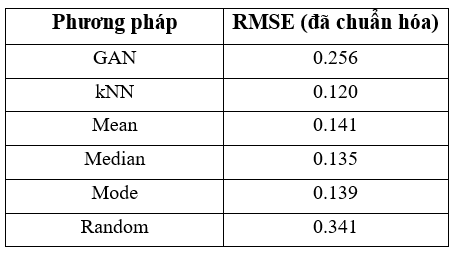 Phương pháp RMSE (đã chuẩn hóa)
GAN 0.256
kNN 0.120
Mean 0.141
Median 0.135
Mode 0.139
Random 0.341